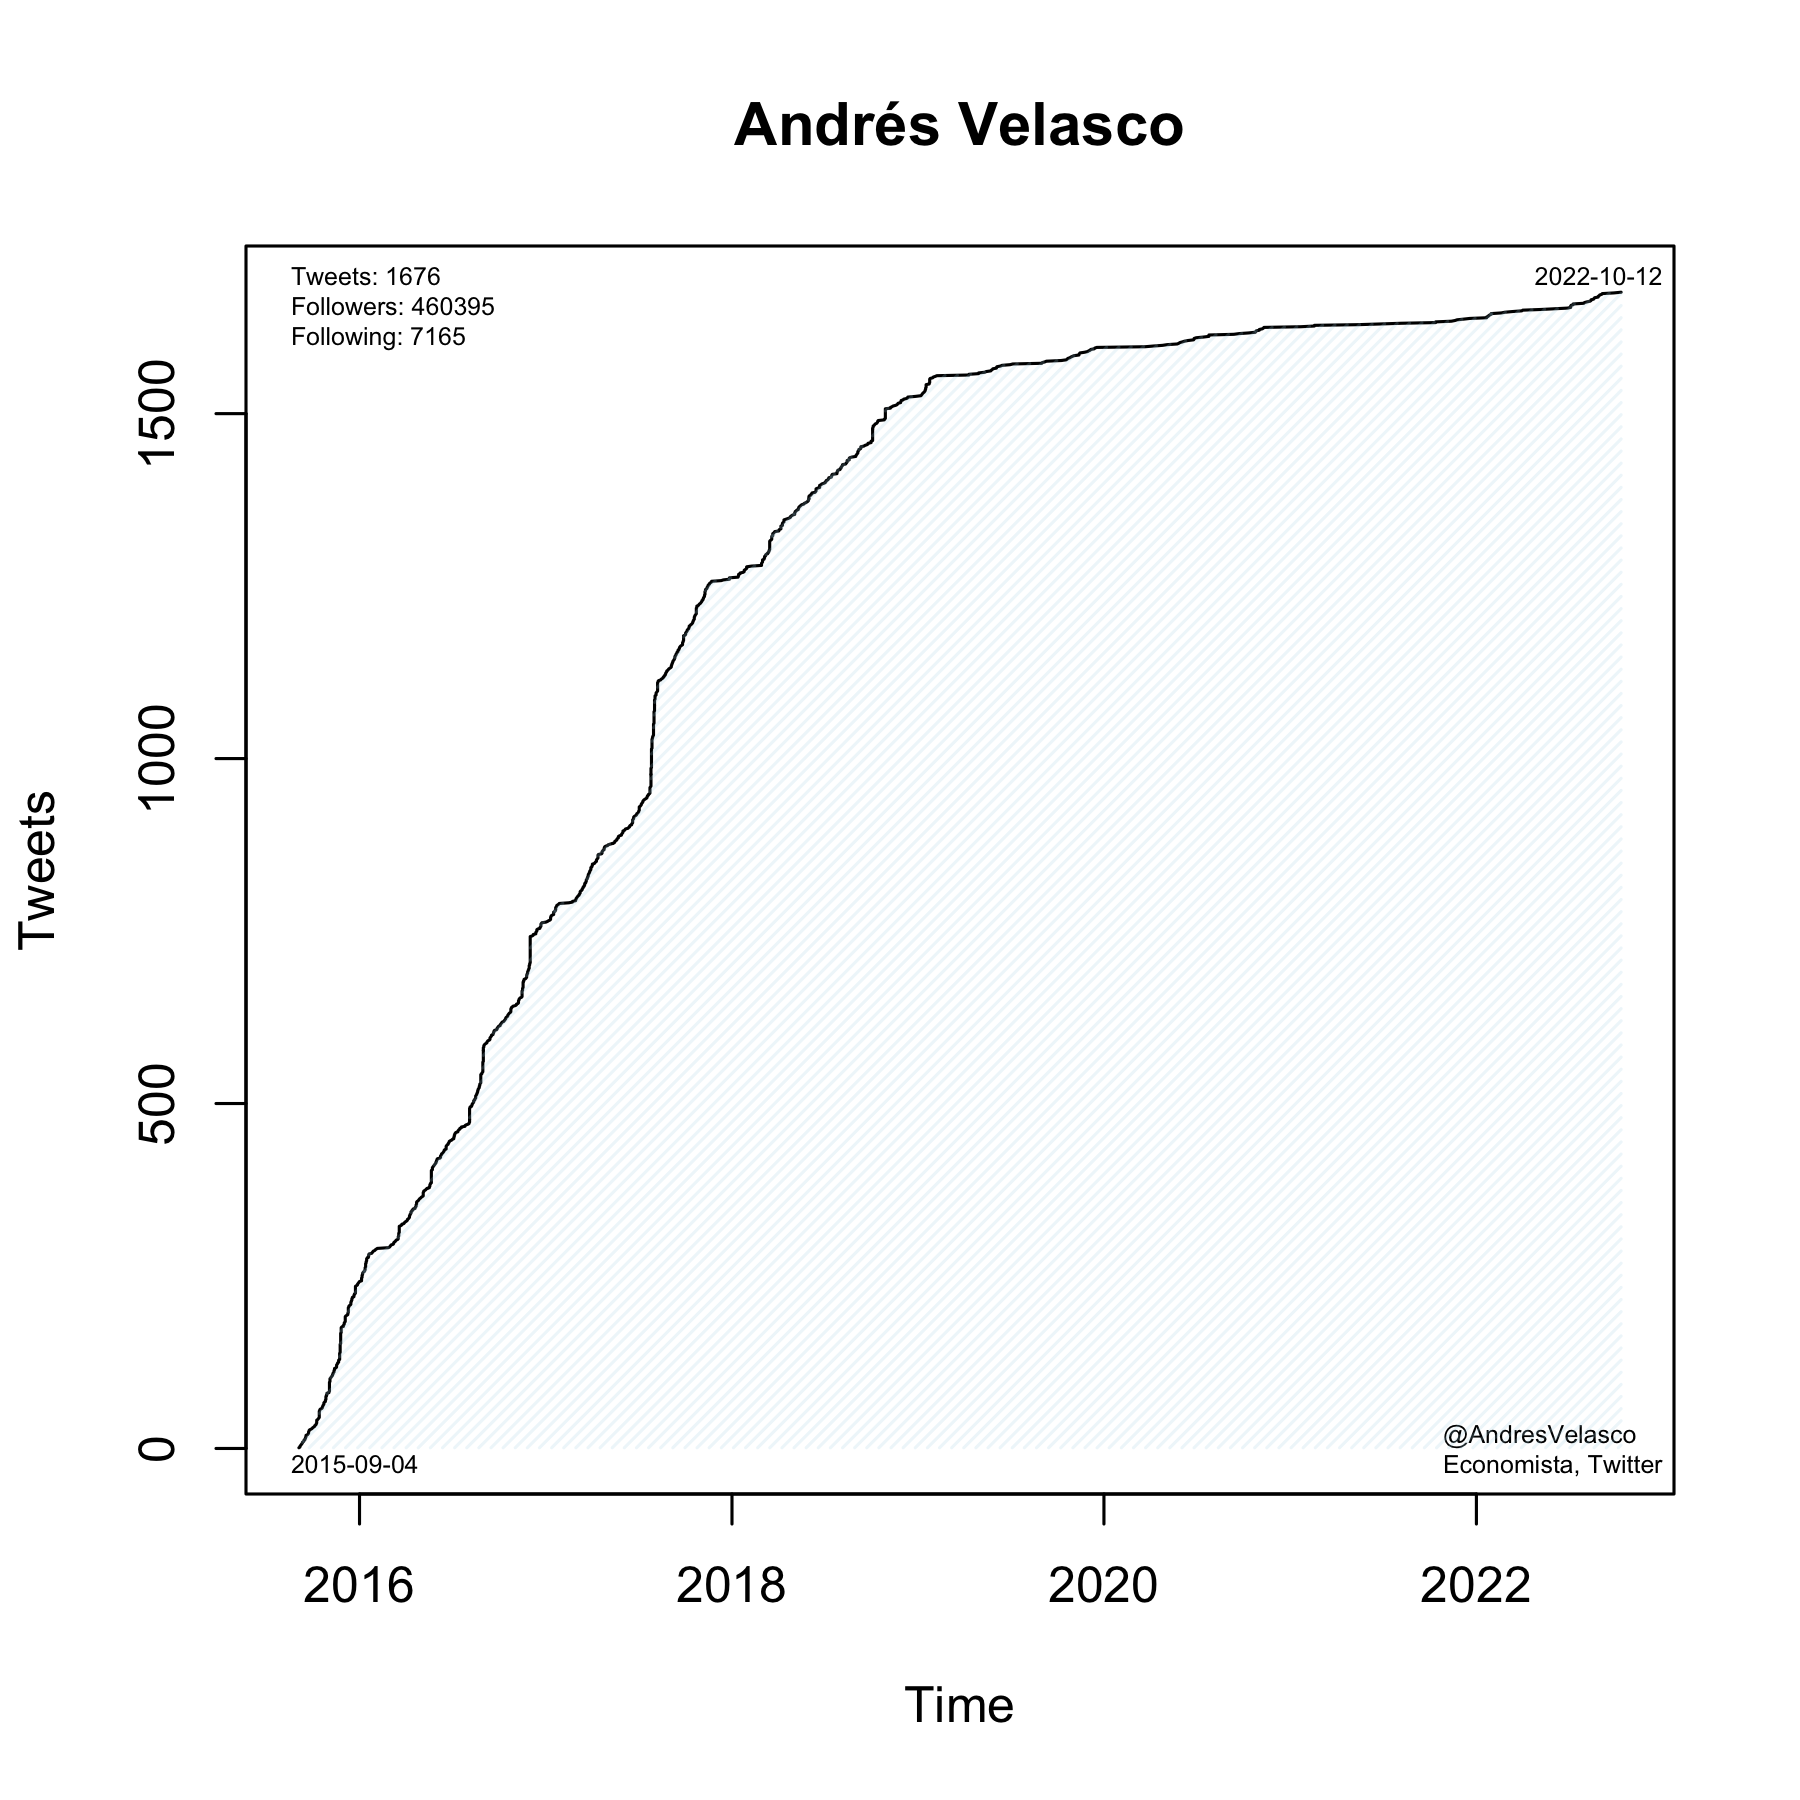 Andrés Velasco
Tweets: 1676
Followers: 460395
Following: 7165
2022-10-12
1500
1000
500
0
Tweets
@AndresVelasco
Economista, Twitter
2015-09-04
2016
2018
2020
2022
Time